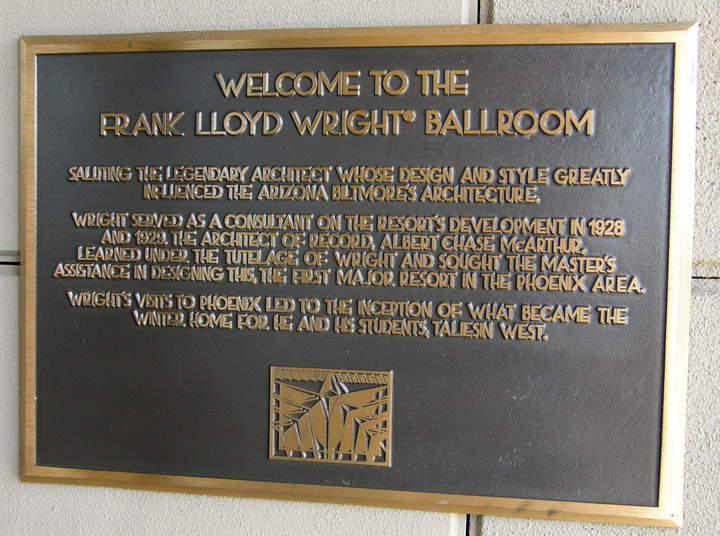 WELCOME TO THE
FRANK LLOYD WRIGHT® BALLROOM
SALUTING THE LEGENDARY ARCHITECT WHOSE DESIGN AND STYLE GREATLY
INFLUENCED THE ARIZONA BILTMORE'S ARCHITECTURE.
WRIGHT SERVED AS A CONSULTANT ON THE RESORT'S DEVELOPMENT IN 1928
AND 1929. THE ARCHITECT OF RECORD, ALBERT CHASE MCARTHUR,
LEARNED UNDER THE TUTELAGE OF WRIGHT AND SOUGHT THE MASTER'S
ASSISTANCE IN DESIGNING THIS, THE FIRST MAJOR RESORT IN THE PHOENIX AREA.
WRIGHT'S VISITS TO PHOENIX LED TO THE INCEPTION OF WHAT BECAME THE
WINTER HOME FOR HE AND HIS STUDENTS, TALIESIN WEST.